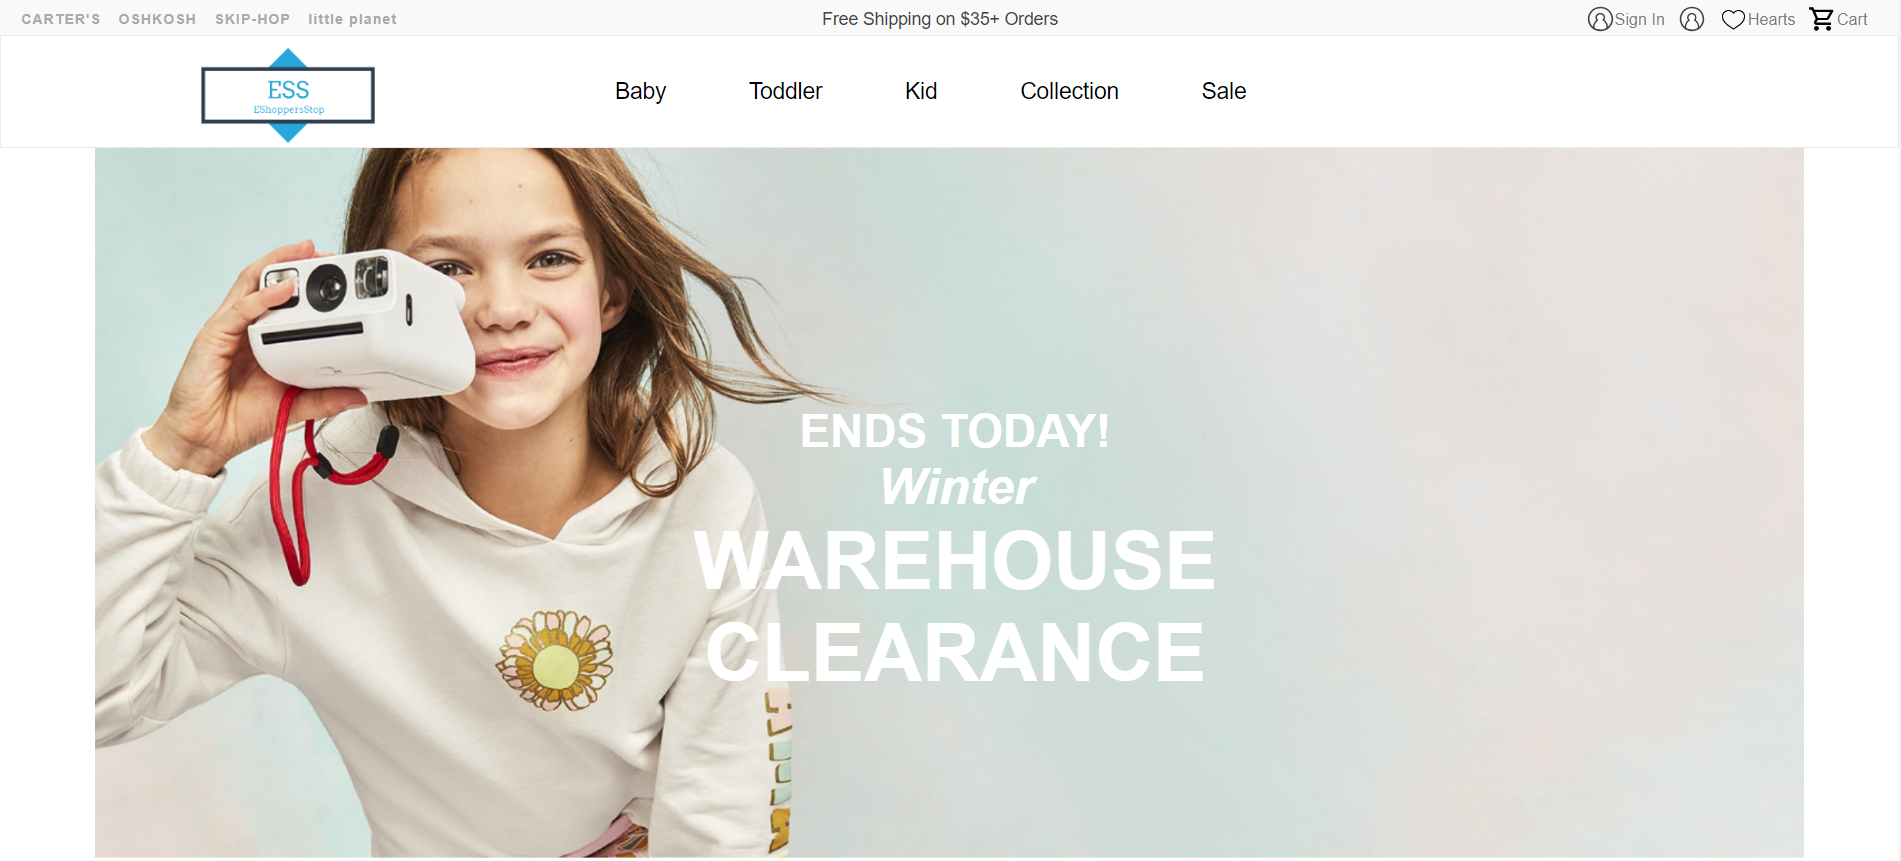 CARTER'S OSHKOSH SKIP-HOP little planet Free Shipping on $35+ Orders Sign In Hearts Cart
ESS
EShoppersStop
Baby Toddler Kid Collection Sale
ENDS TODAY!
Winter
WAREHOUSE
CLEARANCE